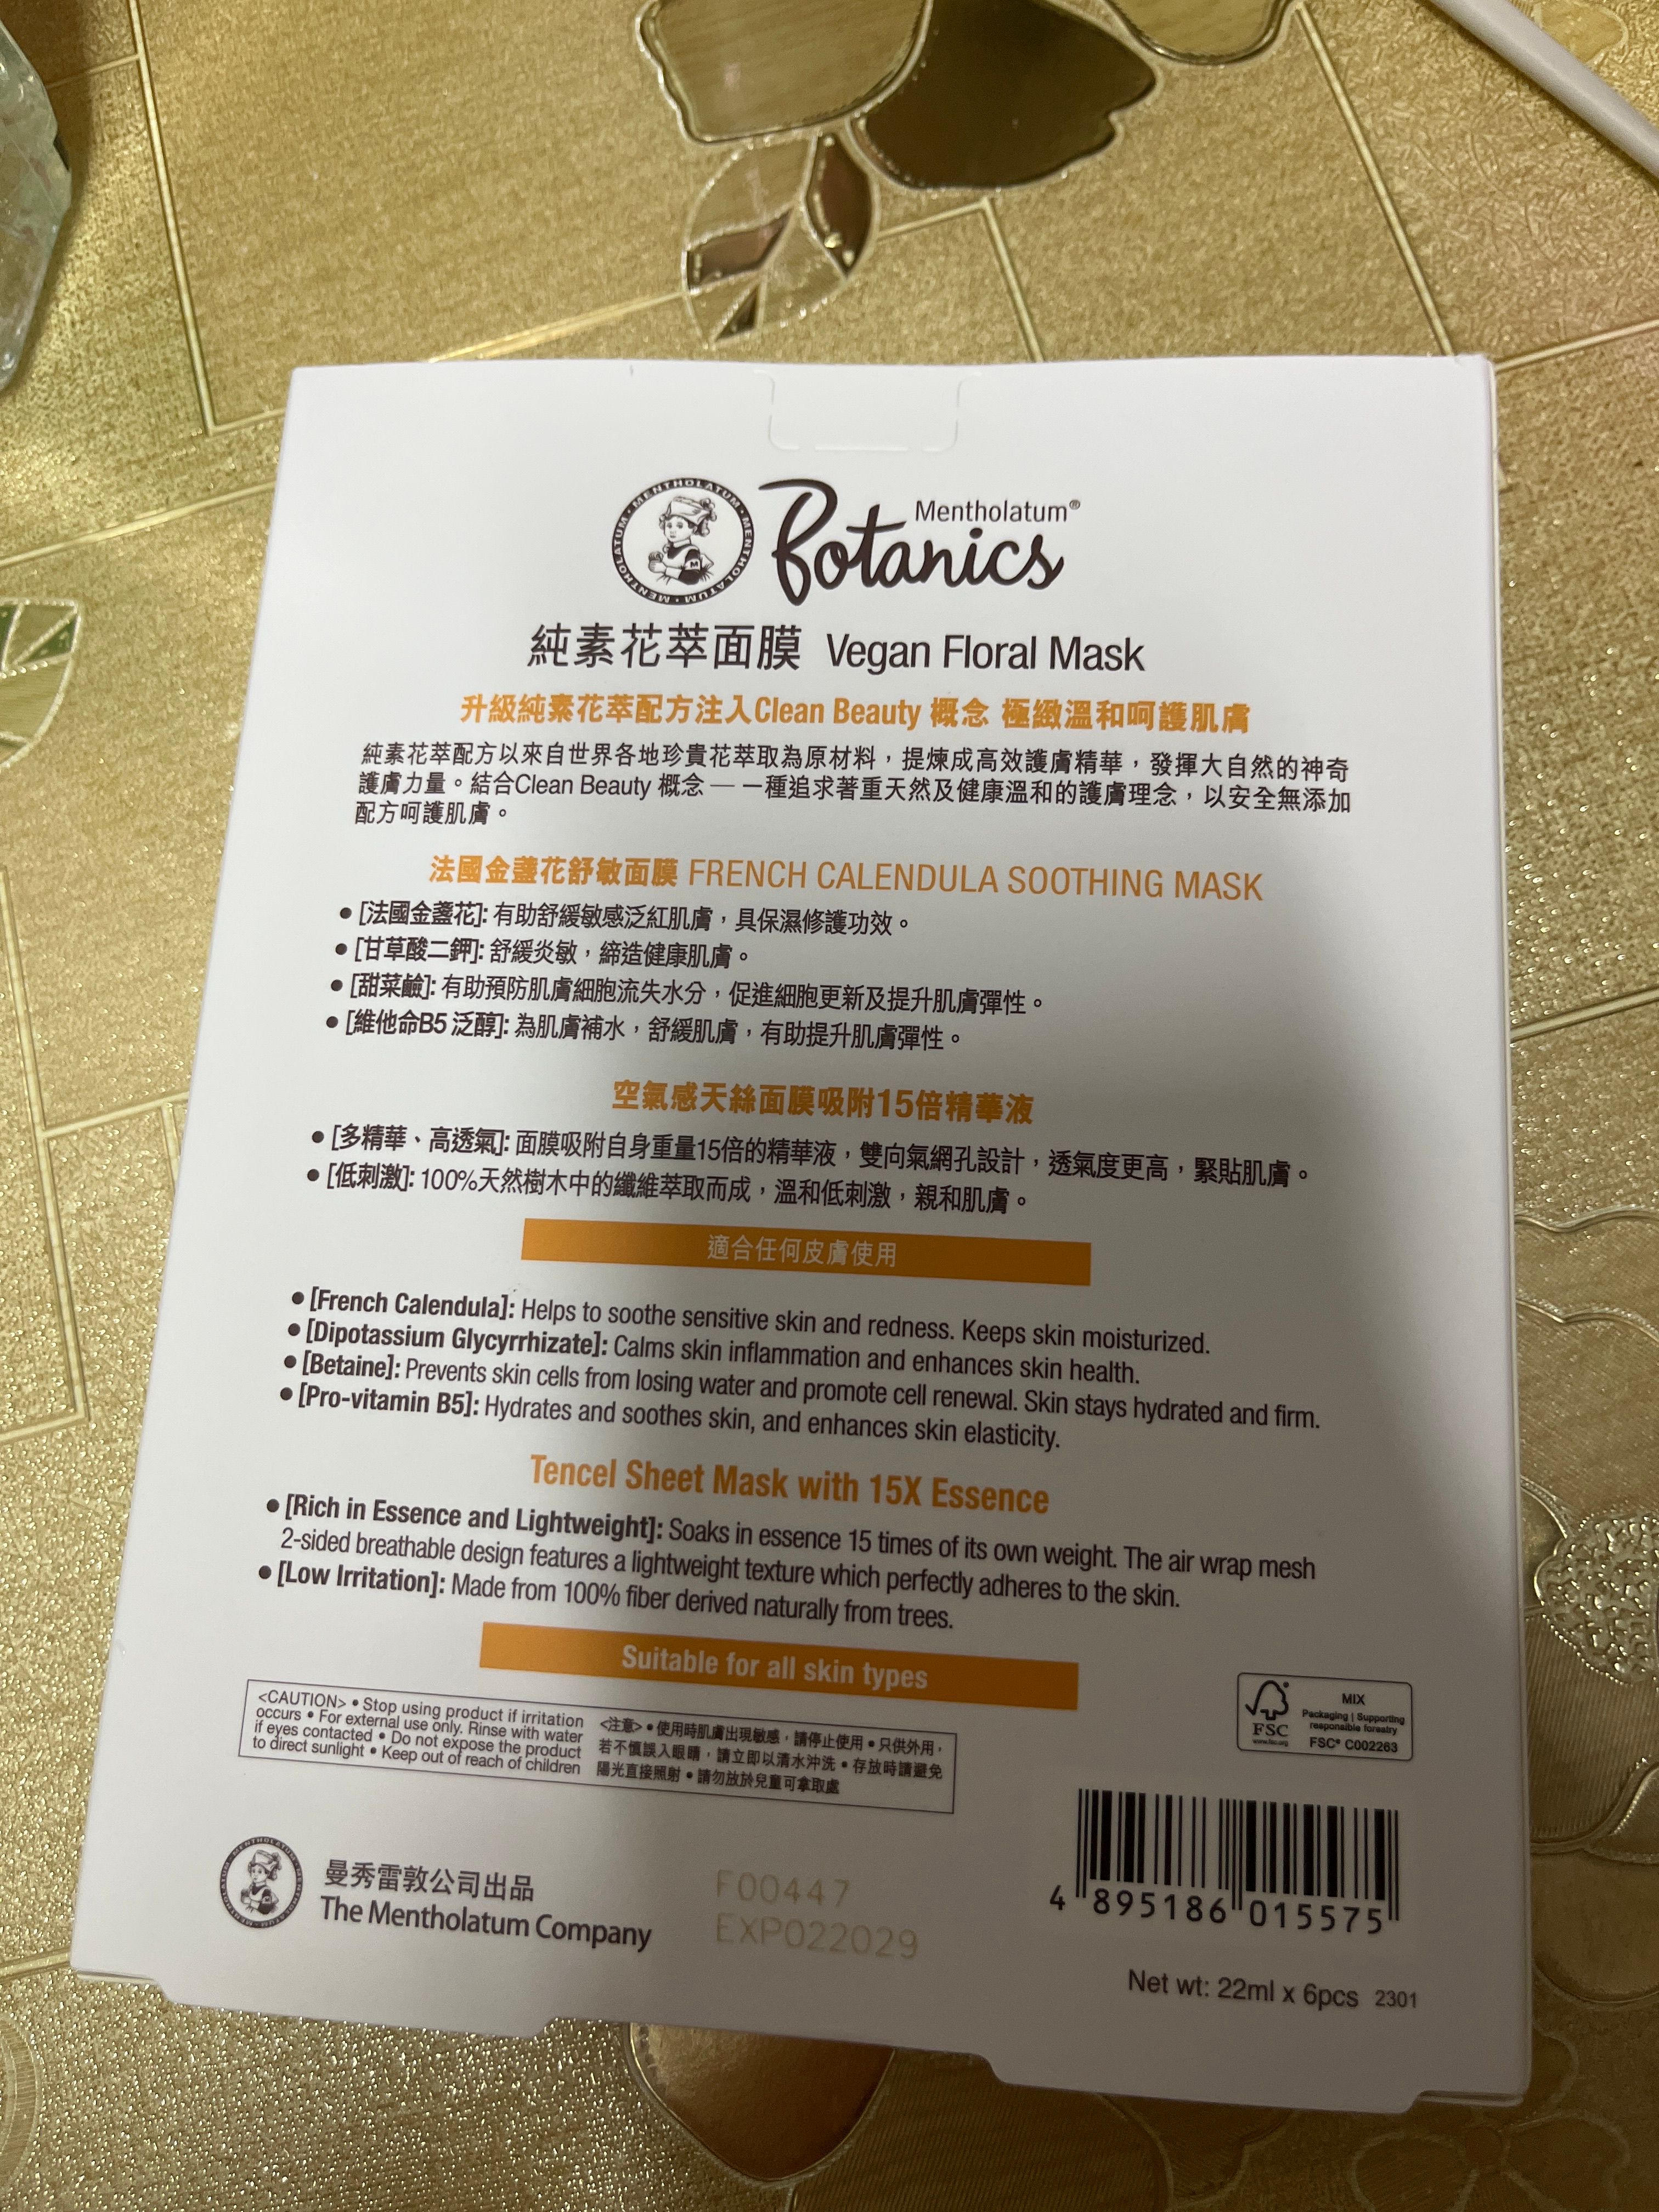 MENTHOLATUM • MENTHOLATUM • MENTHOLATUM
Mentholatum®
Botanics
純素花萃面膜 Vegan Floral Mask
升級純素花萃配方注入Clean Beauty 概念 極緻溫和呵護肌膚
純素花萃配方以來自世界各地珍貴花萃取為原材料，提煉成高效護膚精華，發揮大自然的神奇
護膚力量。結合Clean Beauty 概念 — 一種追求著重天然及健康溫和的護膚理念，以安全無添加
配方呵護肌膚。
法國金盞花舒敏面膜 FRENCH CALENDULA SOOTHING MASK
• [法國金盞花]: 有助舒緩敏感泛紅肌膚，具保濕修護功效。
• [甘草酸二鉀]: 舒緩炎敏，締造健康肌膚。
• [甜菜鹼]: 有助預防肌膚細胞流失水分，促進細胞更新及提升肌膚彈性。
• [維他命B5 泛醇]: 為肌膚補水，舒緩肌膚，有助提升肌膚彈性。
空氣感天絲面膜吸附15倍精華液
• [多精華、高透氣]: 面膜吸附自身重量15倍的精華液，雙向氣網孔設計，透氣度更高，緊貼肌膚。
• [低刺激]: 100%天然樹木中的纖維萃取而成，溫和低刺激，親和肌膚。
適合任何皮膚使用
• [French Calendula]: Helps to soothe sensitive skin and redness. Keeps skin moisturized.
• [Dipotassium Glycyrrhizate]: Calms skin inflammation and enhances skin health.
• [Betaine]: Prevents skin cells from losing water and promote cell renewal. Skin stays hydrated and firm.
• [Pro-vitamin B5]: Hydrates and soothes skin, and enhances skin elasticity.
Tencel Sheet Mask with 15X Essence
• [Rich in Essence and Lightweight]: Soaks in essence 15 times of its own weight. The air wrap mesh
2-sided breathable design features a lightweight texture which perfectly adheres to the skin.
• [Low Irritation]: Made from 100% fiber derived naturally from trees.
Suitable for all skin types
<CAUTION> • Stop using product if irritation
occurs • For external use only. Rinse with water
if eyes contacted • Do not expose the product
to direct sunlight • Keep out of reach of children
<注意> • 使用時肌膚出現敏感，請停止使用 • 只供外用，
若不慎誤入眼睛，請立即以清水沖洗 • 存放時請避免
陽光直接照射 • 請勿放於兒童可拿取處
FSC
www.fsc.org
MIX
Packaging | Supporting
responsible forestry
FSC® C002263
曼秀雷敦公司出品
The Mentholatum Company
F00447
EXP022029
4 895186 015575
Net wt: 22ml x 6pcs 2301